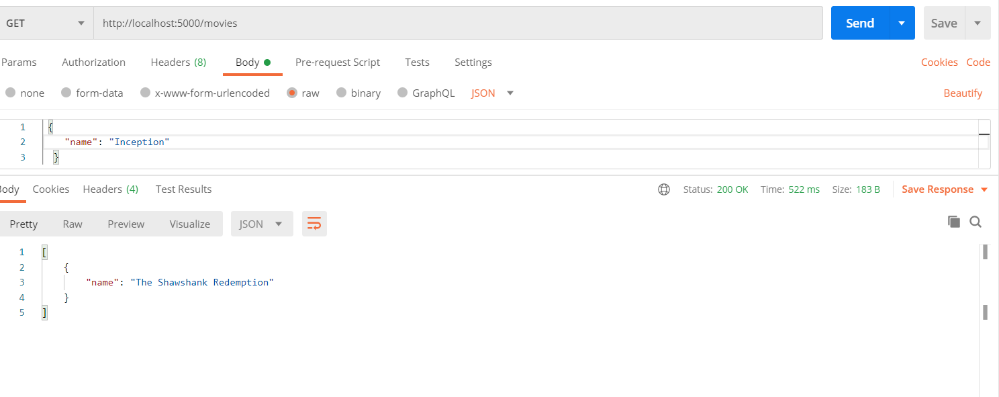 GET http://localhost:5000/movies Send Save
Params Authorization Headers (8) Body Pre-request Script Tests Settings Cookies Code
none form-data x-www-form-urlencoded raw binary GraphQL JSON Beautify
1 {
2 "name": "Inception"
3 }
Body Cookies Headers (4) Test Results Status: 200 OK Time: 522 ms Size: 183 B Save Response
Pretty Raw Preview Visualize JSON
1 [
2 {
3 "name": "The Shawshank Redemption"
4 }
5 ]